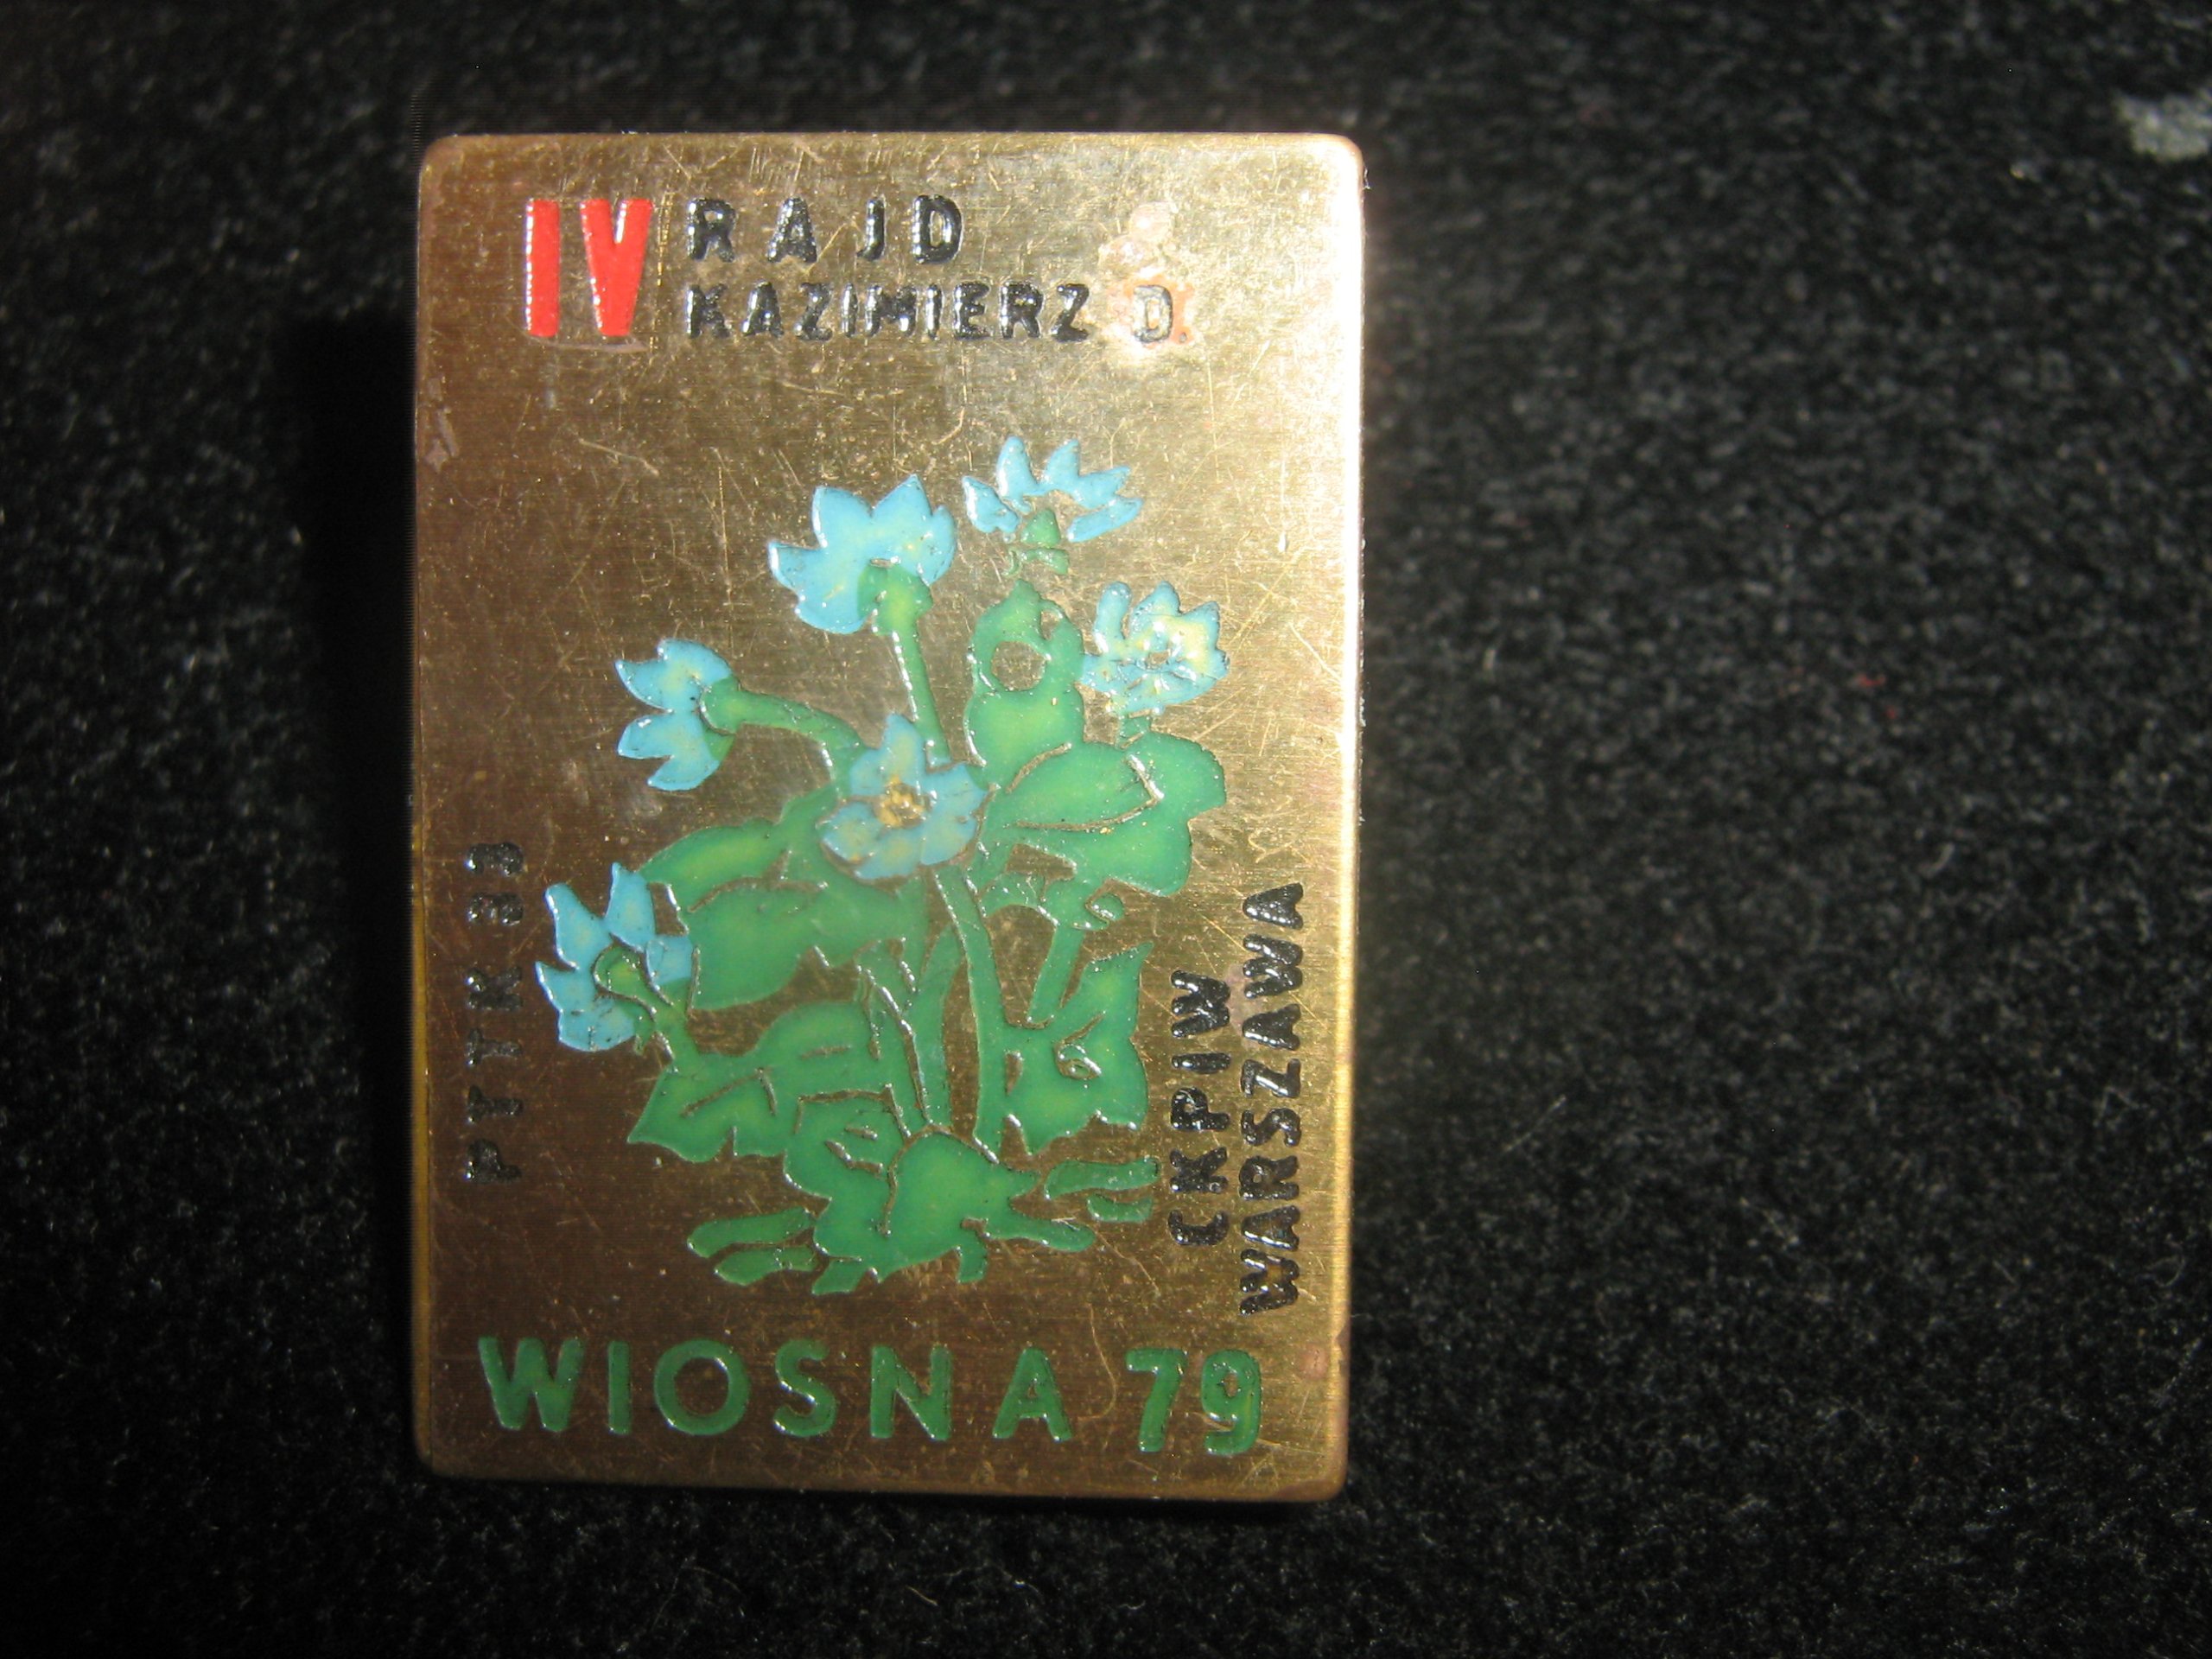 IV RAJD
KAZIMIERZ D.
PTTK 33
CKPIW
WARSZAWA
WIOSNA 79